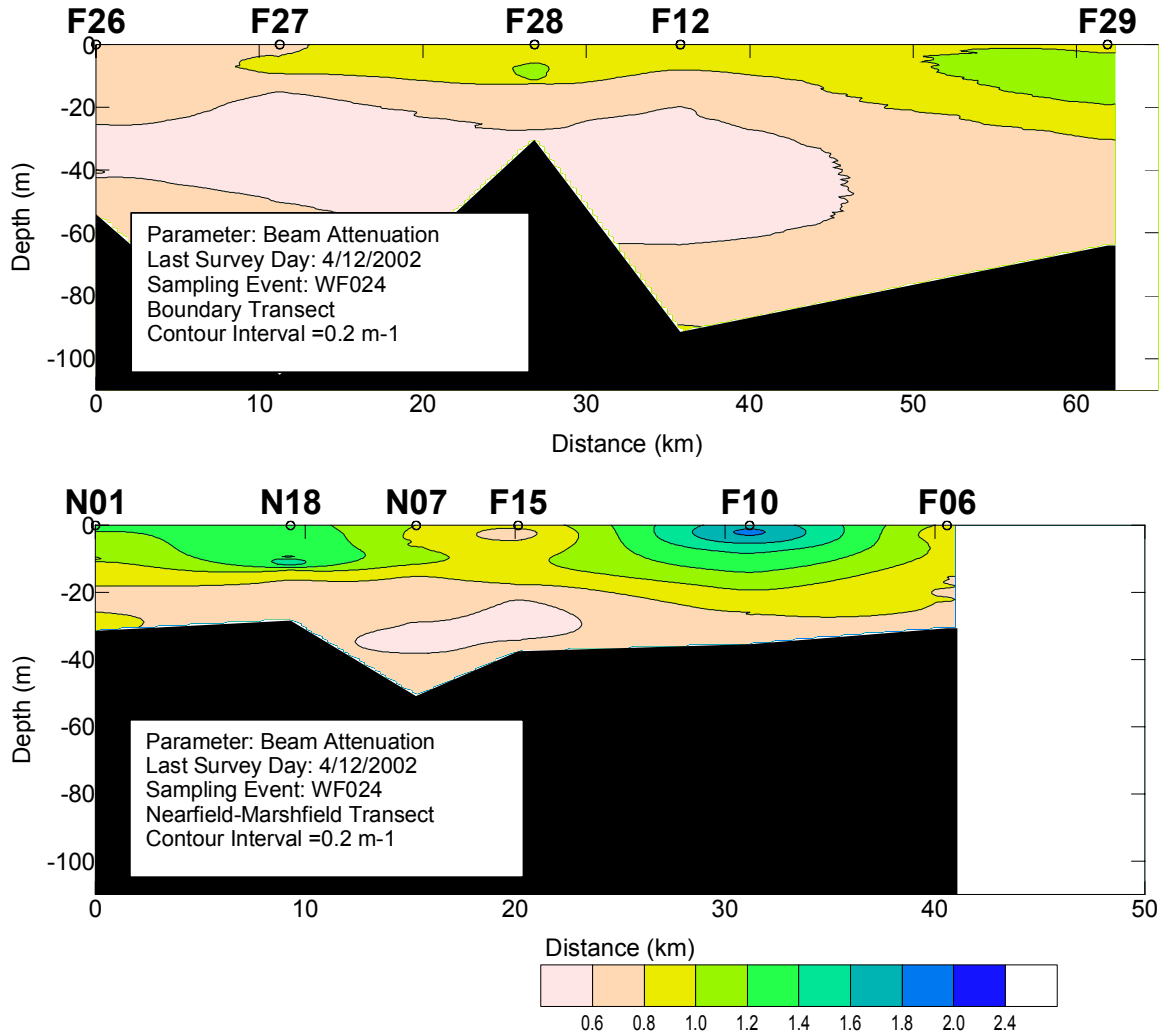 F26 F27 F28 F12 F29
0
-20
-40
-60
-80
-100
Depth (m)
Parameter: Beam Attenuation
Last Survey Day: 4/12/2002
Sampling Event: WF024
Boundary Transect
Contour Interval =0.2 m-1
0 10 20 30 40 50 60
Distance (km)
N01 N18 N07 F15 F10 F06
0
-20
-40
-60
-80
-100
Depth (m)
Parameter: Beam Attenuation
Last Survey Day: 4/12/2002
Sampling Event: WF024
Nearfield-Marshfield Transect
Contour Interval =0.2 m-1
0 10 20 30 40 50
Distance (km)
0.6 0.8 1.0 1.2 1.4 1.6 1.8 2.0 2.4